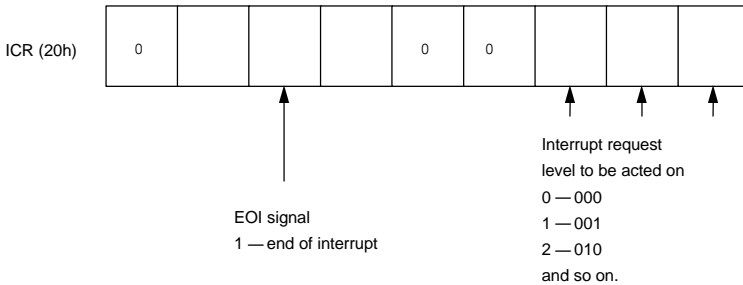 ICR (20h)
0 0 0
Interrupt request
level to be acted on
0 — 000
1 — 001
2 — 010
and so on.
EOI signal
1 — end of interrupt